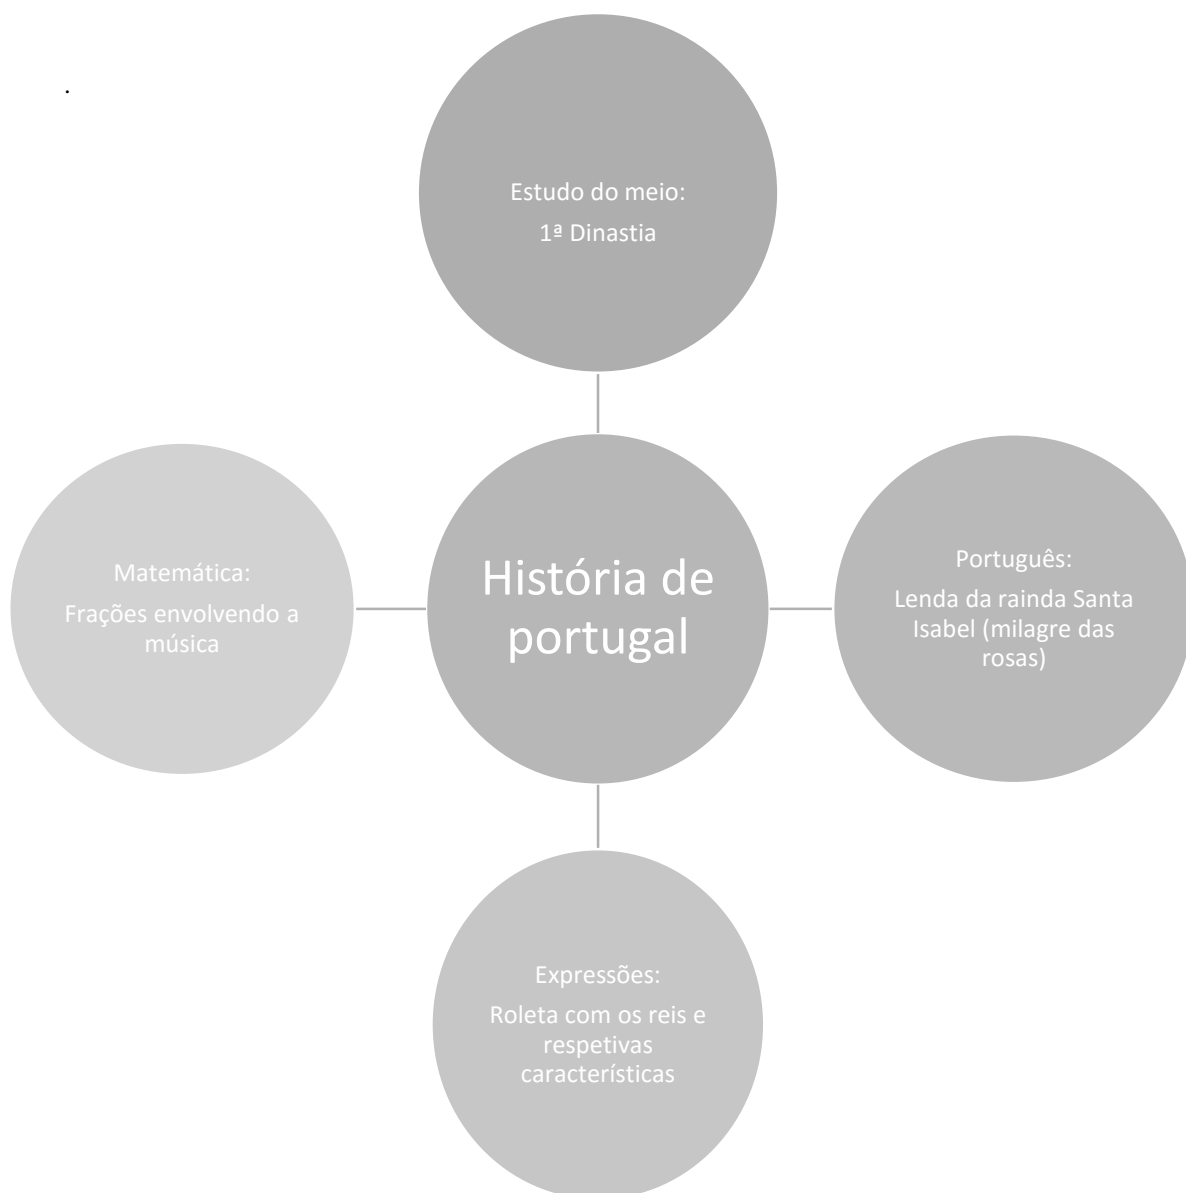 .
Estudo do meio:
1ª Dinastia
Matemática:
Frações envolvendo a
música
História de
portugal
Português:
Lenda da rainda Santa
Isabel (milagre das
rosas)
Expressões:
Roleta com os reis e
respetivas
características